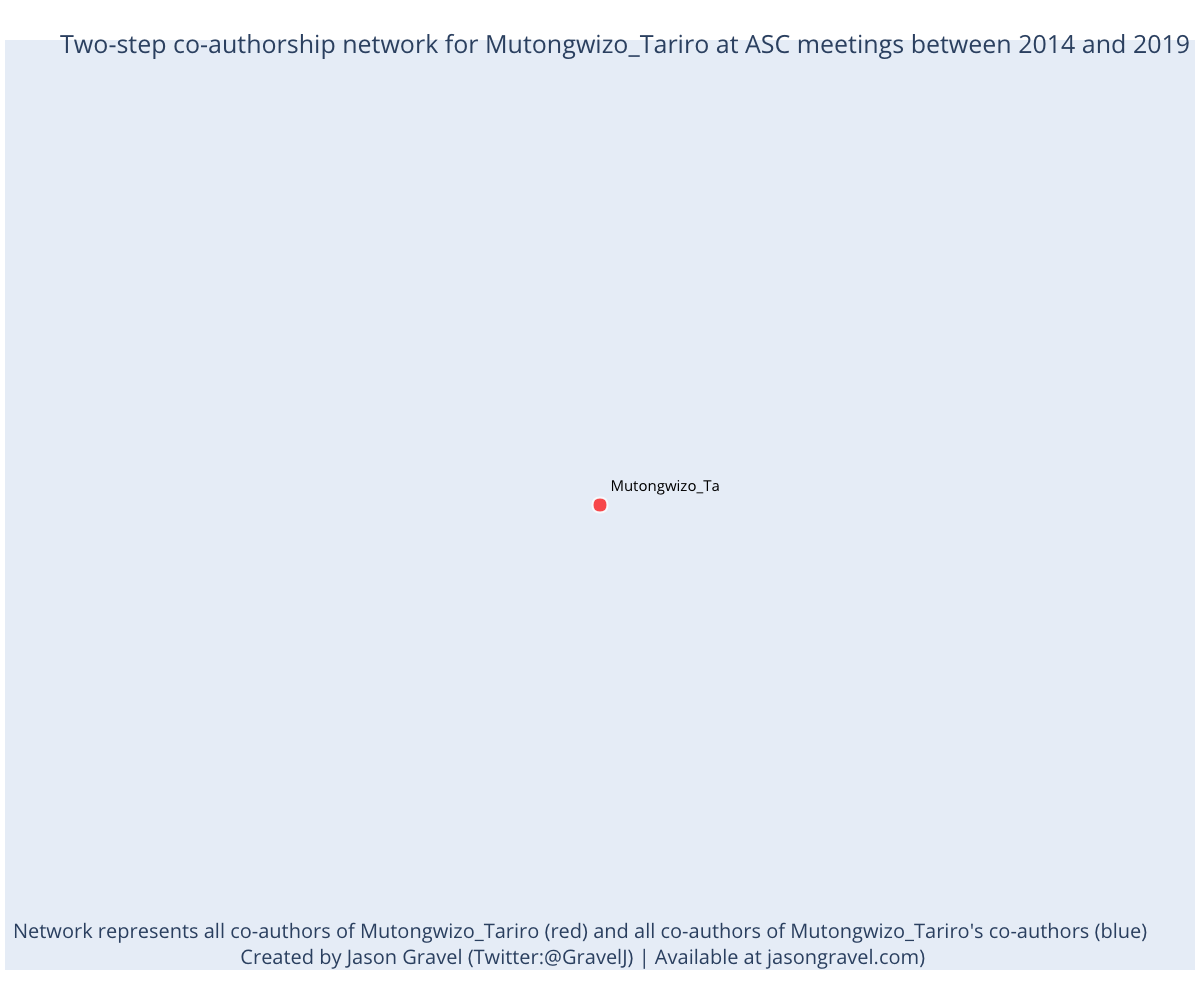 Two-step co-authorship network for Mutongwizo_Tariro at ASC meetings between 2014 and 2019
Mutongwizo_Ta
Network represents all co-authors of Mutongwizo_Tariro (red) and all co-authors of Mutongwizo_Tariro's co-authors (blue)
Created by Jason Gravel (Twitter:@GravelJ) | Available at jasongravel.com)